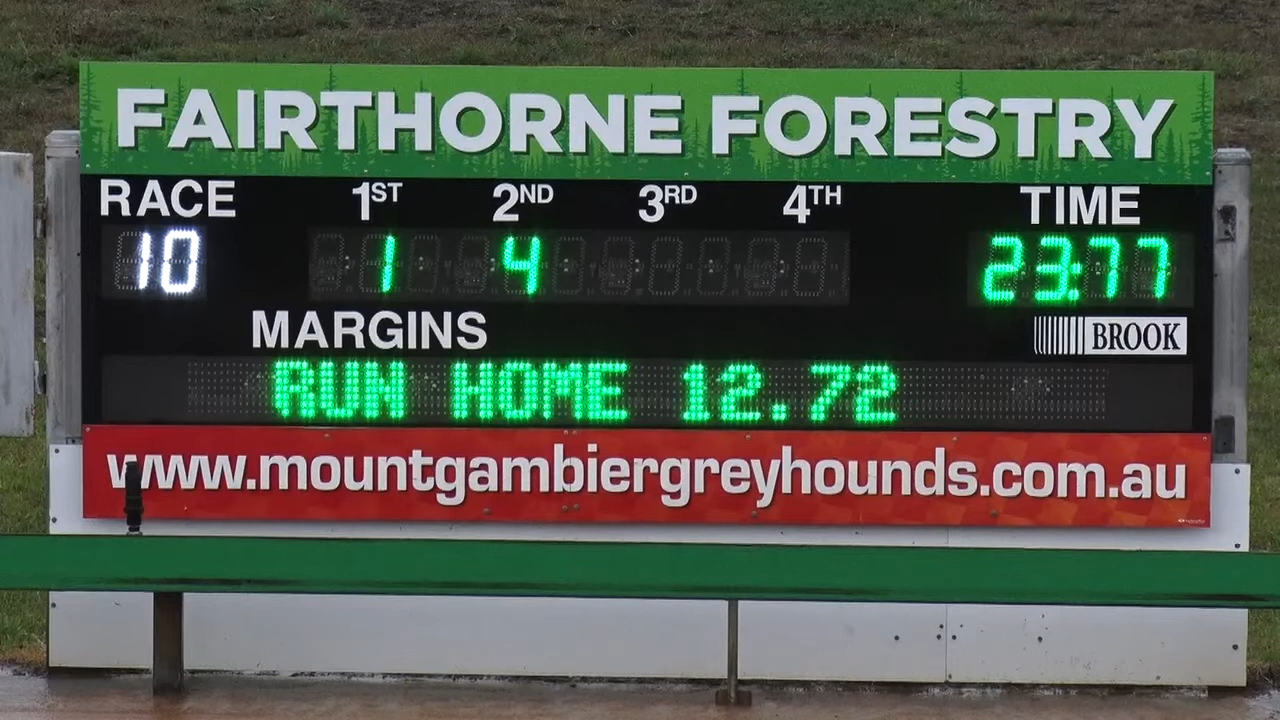 FAIRTHORNE FORESTRY
RACE 1ST 2ND 3RD 4TH TIME
10 1 4 23:77
MARGINS BROOK
RUN HOME 12.72
www.mountgambiergreyhounds.com.au